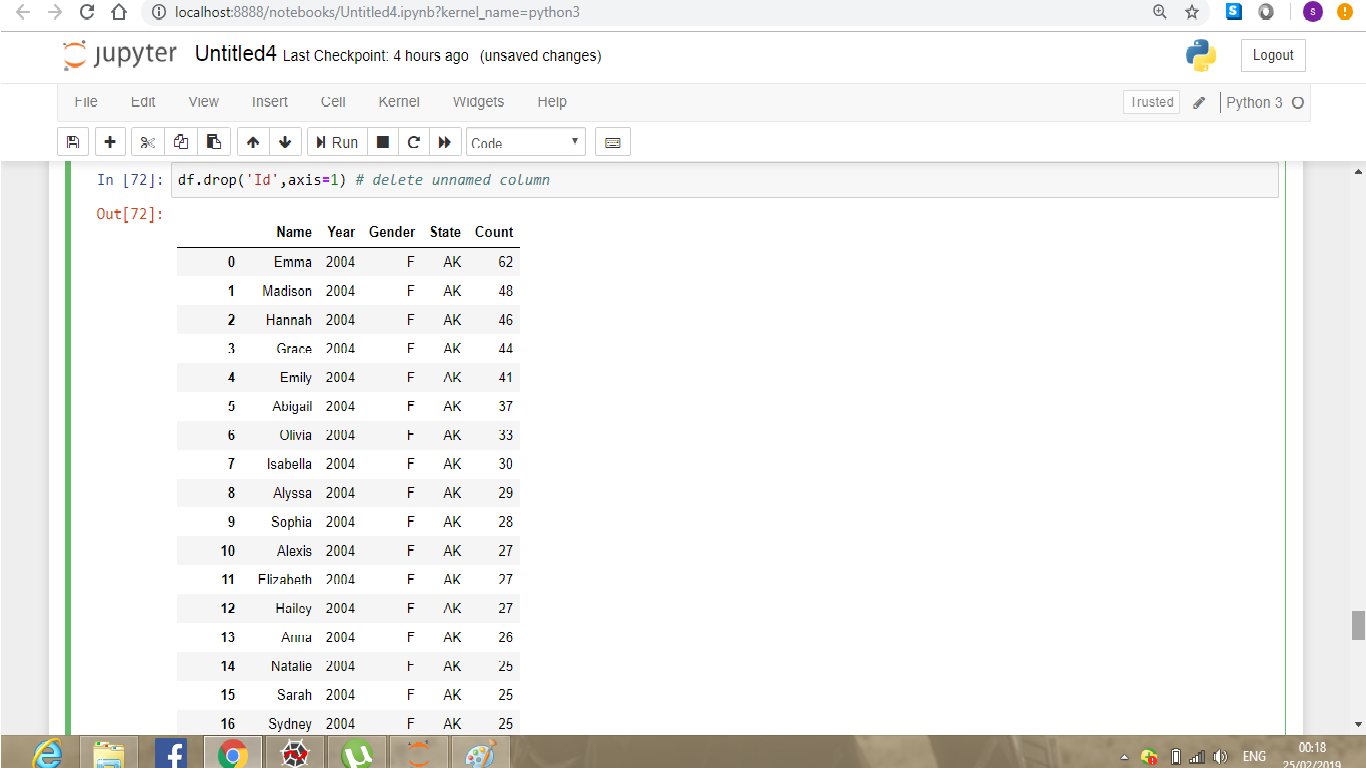 localhost:8888/notebooks/Untitled4.ipynb?kernel_name=python3
S
s
jupyter Untitled4 Last Checkpoint: 4 hours ago (unsaved changes)
Logout
File Edit View Insert Cell Kernel Widgets Help
Trusted Python 3
Run Code
In [72]: df.drop('Id',axis=1) # delete unnamed column
Out[72]:
Name Year Gender State Count
0 Emma 2004 F AK 62
1 Madison 2004 F AK 48
2 Hannah 2004 F AK 46
3 Grace 2004 F AK 44
4 Emily 2004 F AK 41
5 Abigail 2004 F AK 37
6 Olivia 2004 F AK 33
7 Isabella 2004 F AK 30
8 Alyssa 2004 F AK 29
9 Sophia 2004 F AK 28
10 Alexis 2004 F AK 27
11 Elizabeth 2004 F AK 27
12 Hailey 2004 F AK 27
13 Anna 2004 F AK 26
14 Natalie 2004 F AK 25
15 Sarah 2004 F AK 25
16 Sydney 2004 F AK 25
ENG
00:18
25/02/2019